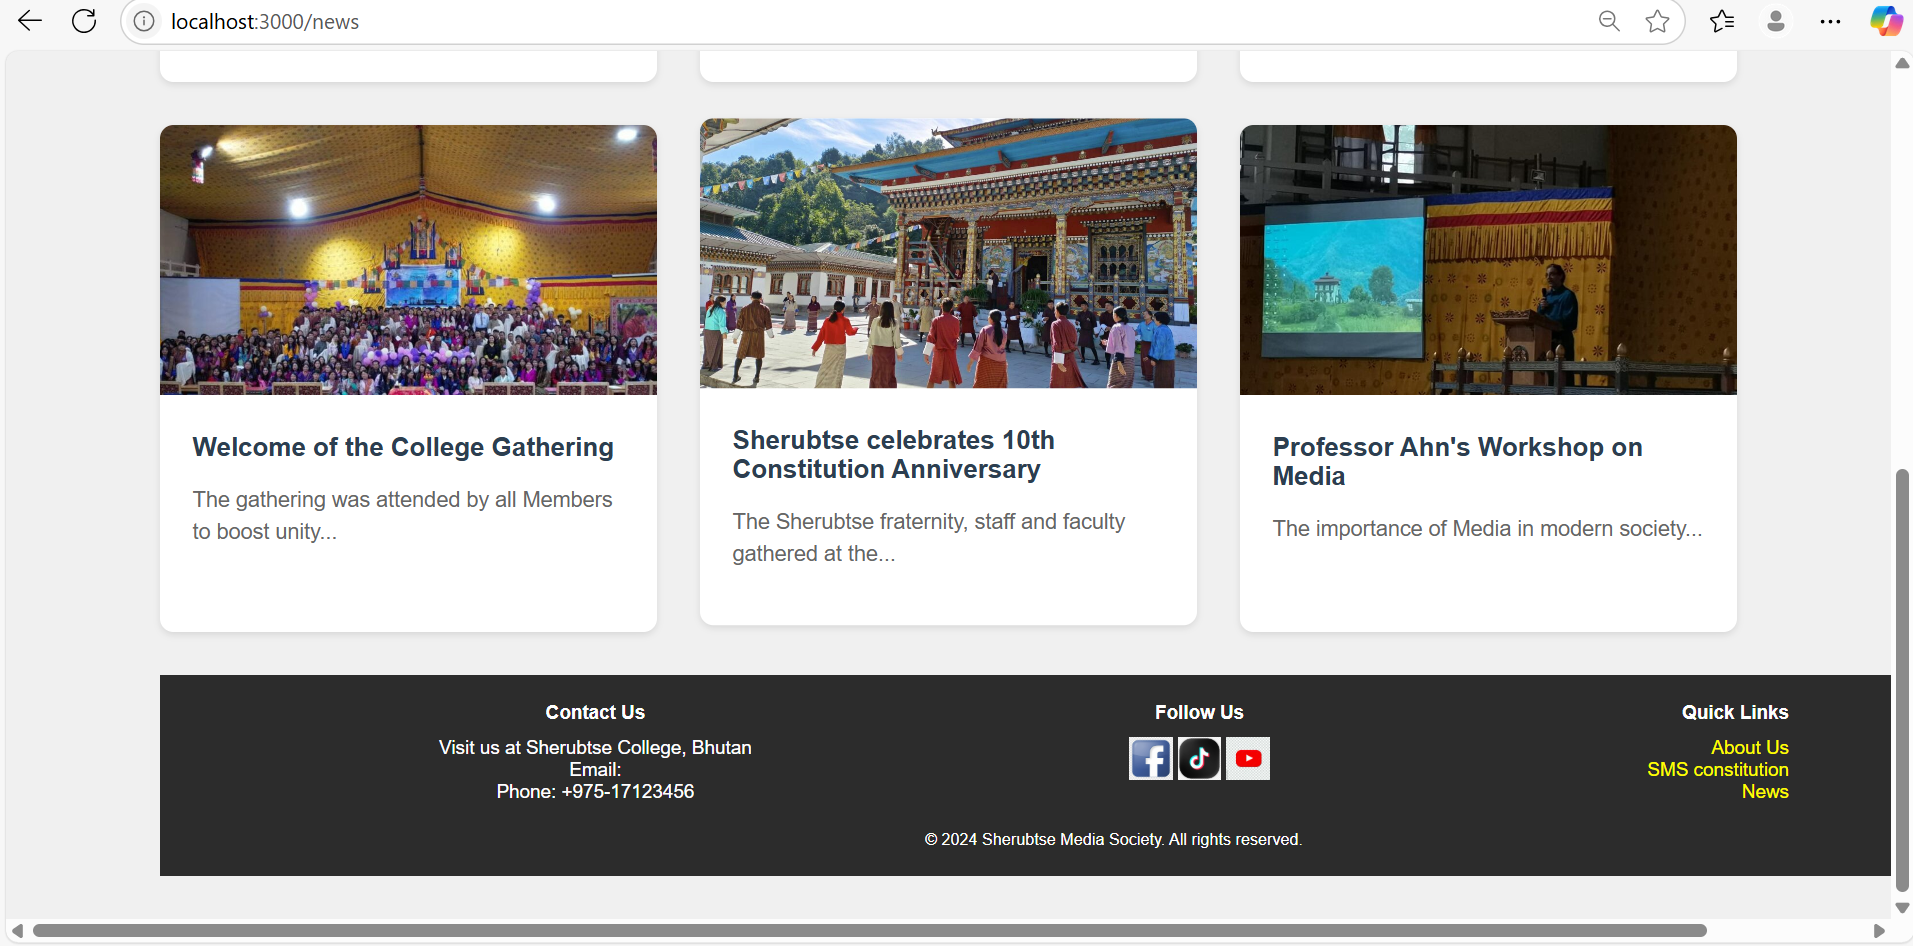 localhost:3000/news
Welcome of the College Gathering
The gathering was attended by all Members
to boost unity...
Sherubtse celebrates 10th
Constitution Anniversary
The Sherubtse fraternity, staff and faculty
gathered at the...
Professor Ahn's Workshop on
Media
The importance of Media in modern society...
Contact Us
Visit us at Sherubtse College, Bhutan
Email:
Phone: +975-17123456
Follow Us
Quick Links
About Us
SMS constitution
News
© 2024 Sherubtse Media Society. All rights reserved.